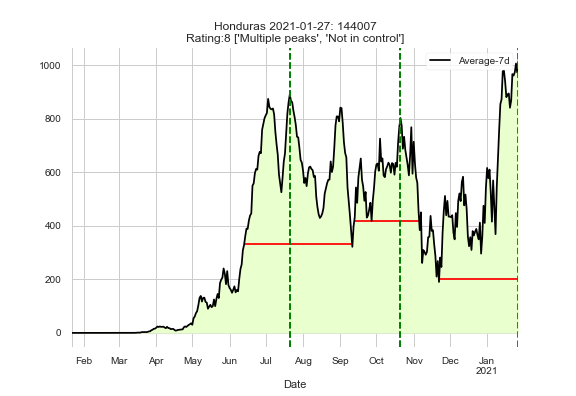 Honduras 2021-01-27: 144007
Rating:8 ['Multiple peaks', 'Not in control']
Average-7d
1000
800
600
400
200
0
Feb Mar Apr May Jun Jul Aug Sep Oct Nov Dec Jan
2021
Date